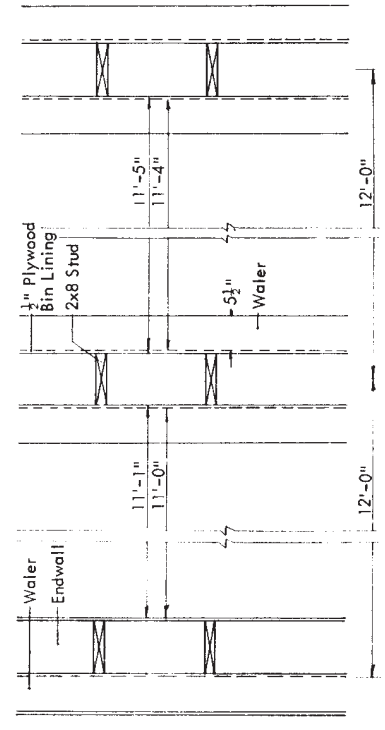 Waler
Endwall
11'-1"
11'-0"
12'-0"
½" Plywood
Bin Lining
2x8 Stud
5½"
Waler
11'-5"
11'-4"
12'-0"